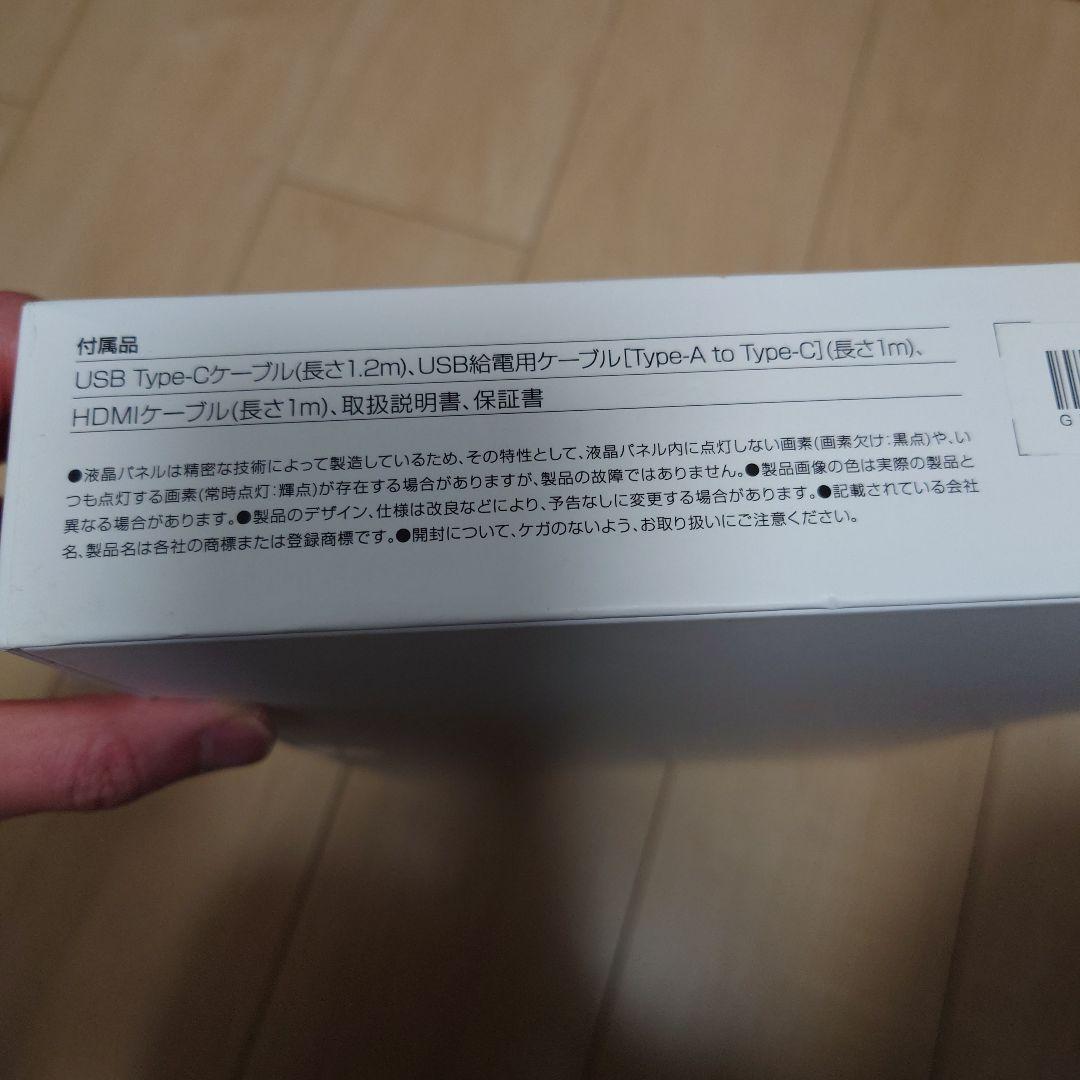 付属品
USB Type-Cケーブル(長さ1.2m)、USB給電用ケーブル[Type-A to Type-C](長さ1m)、
HDMIケーブル(長さ1m)、取扱説明書、保証書
●液晶パネルは精密な技術によって製造しているため、その特性として、液晶パネル内に点灯しない画素(画素欠け:黒点)や、い
つも点灯する画素(常時点灯:輝点)が存在する場合がありますが、製品の故障ではありません。●製品画像の色は実際の製品と
異なる場合があります。●製品のデザイン、仕様は改良などにより、予告なしに変更する場合があります。●記載されている会社
名、製品名は各社の商標または登録商標です。●開封について、ケガのないよう、お取り扱いにご注意ください。
G